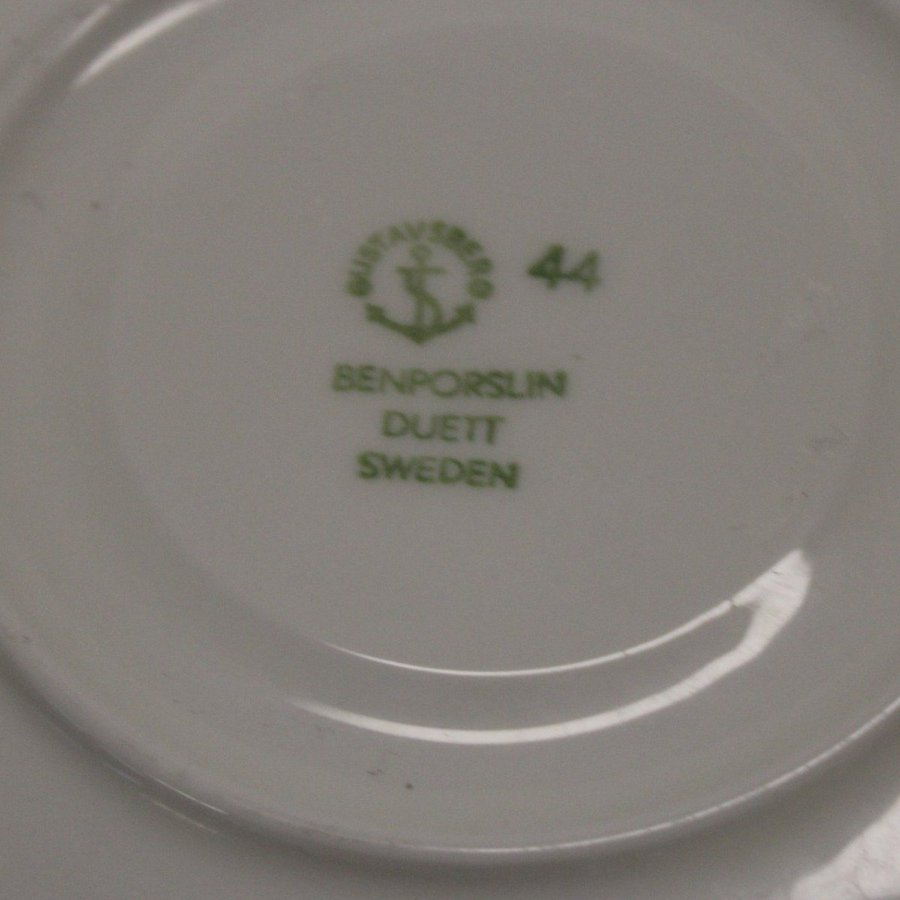 GUSTAVSBERG
44
BENPORSLIN
DUETT
SWEDEN